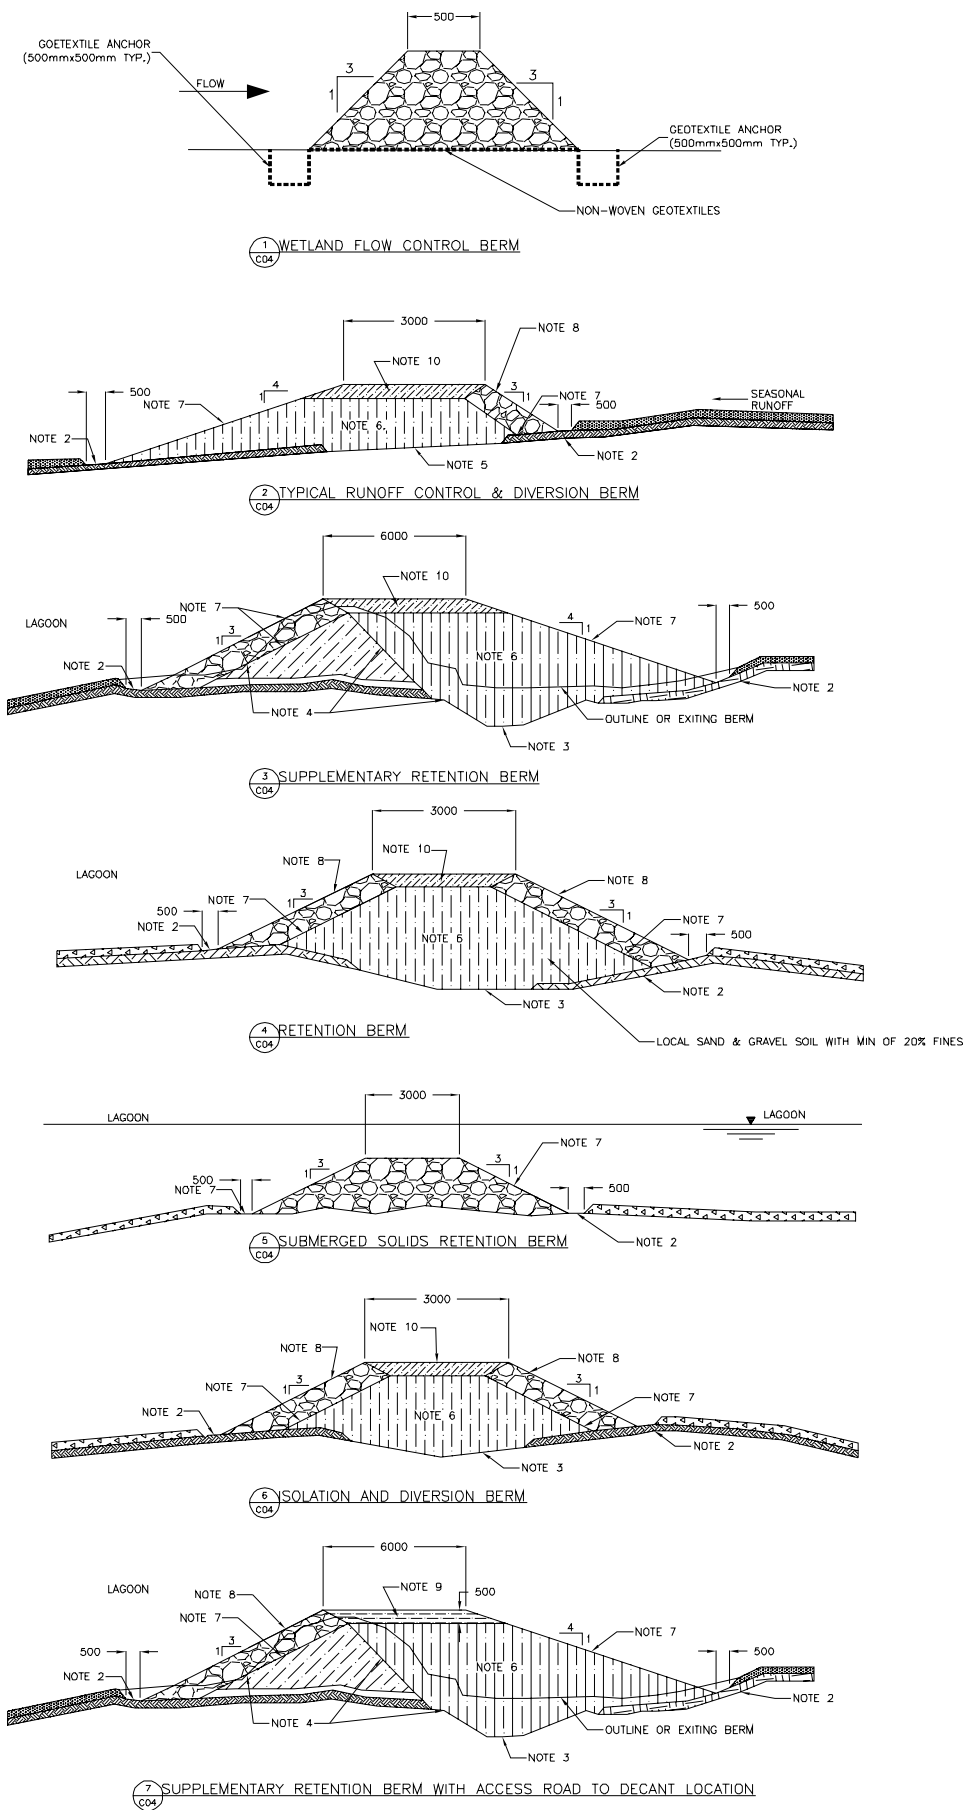 500
GOETEXTILE ANCHOR
(500mmx500mm TYP.)
FLOW
3
1
3
1
GEOTEXTILE ANCHOR
(500mmx500mm TYP.)
NON-WOVEN GEOTEXTILES
1
C04
WETLAND FLOW CONTROL BERM
3000
NOTE 8
NOTE 10
4
1
3
1
500
NOTE 7
NOTE 7
500
SEASONAL
RUNOFF
NOTE 2
NOTE 6
NOTE 2
NOTE 5
2
C04
TYPICAL RUNOFF CONTROL & DIVERSION BERM
6000
NOTE 10
NOTE 7
LAGOON
500
3
1
4
1
NOTE 7
500
NOTE 6
NOTE 2
NOTE 2
NOTE 4
OUTLINE OR EXITING BERM
NOTE 3
3
C04
SUPPLEMENTARY RETENTION BERM
3000
NOTE 10
NOTE 8
LAGOON
NOTE 8
NOTE 7
3
1
3
1
500
NOTE 7
NOTE 2
NOTE 6
500
NOTE 2
NOTE 3
4
C04
RETENTION BERM
LOCAL SAND & GRAVEL SOIL WITH MIN OF 20% FINES
3000
LAGOON
LAGOON
NOTE 7
3
1
3
1
500
NOTE 7
500
NOTE 2
5
C04
SUBMERGED SOLIDS RETENTION BERM
3000
NOTE 10
NOTE 8
NOTE 8
NOTE 7
3
1
3
1
NOTE 7
NOTE 2
NOTE 6
NOTE 2
NOTE 3
6
C04
ISOLATION AND DIVERSION BERM
6000
LAGOON
NOTE 8
NOTE 9
500
NOTE 7
3
1
4
1
NOTE 7
500
500
NOTE 6
NOTE 2
NOTE 2
NOTE 4
OUTLINE OR EXITING BERM
NOTE 3
7
C04
SUPPLEMENTARY RETENTION BERM WITH ACCESS ROAD TO DECANT LOCATION